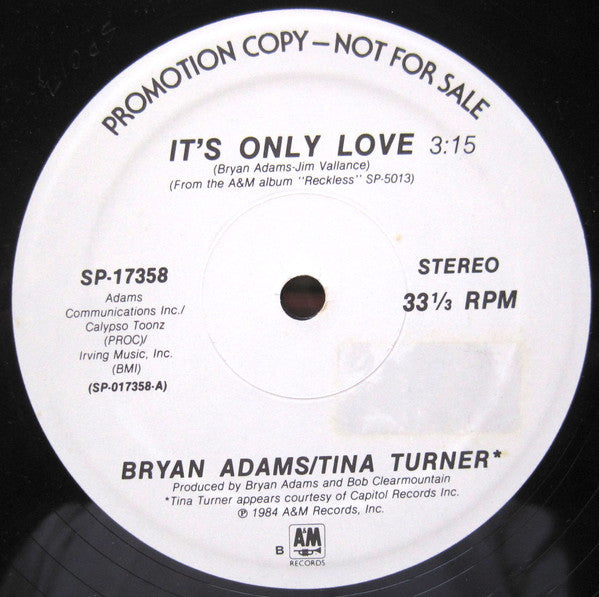 PROMOTION COPY—NOT FOR SALE
IT'S ONLY LOVE 3:15
(Bryan Adams-Jim Vallance)
(From the A&M album "Reckless" SP-5013)
SP-17358
Adams
Communications Inc./
Calypso Toonz
(PROC)/
Irving Music, Inc.
(BMI)
(SP-017358-A)
STEREO
33 1/3 RPM
BRYAN ADAMS/TINA TURNER*
Produced by Bryan Adams and Bob Clearmountain
*Tina Turner appears courtesy of Capitol Records Inc.
℗ 1984 A&M Records, Inc.
B
A&M
RECORDS